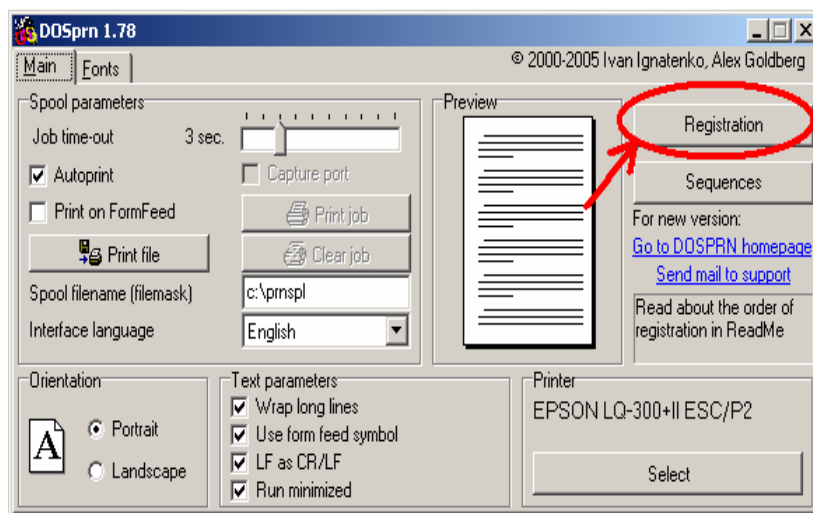 DOSprn 1.78
Main
Fonts
© 2000-2005 Ivan Ignatenko, Alex Goldberg
Spool parameters
Job time-out 3 sec.
Autoprint
Capture port
Print on FormFeed
Print job
Print file
Clear job
Spool filename (filemask) c:\prnspl
Interface language English
Preview
Registration
Sequences
For new version:
Go to DOSPRN homepage
Send mail to support
Read about the order of
registration in ReadMe
Orientation
A
Portrait
Landscape
Text parameters
Wrap long lines
Use form feed symbol
LF as CR/LF
Run minimized
Printer
EPSON LQ-300+II ESC/P2
Select